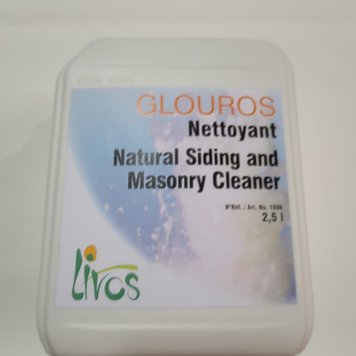 GLOUROS
Nettoyant
Natural Siding and
Masonry Cleaner
N°Réf. / Art. No. 1806
2,5 l
Livos